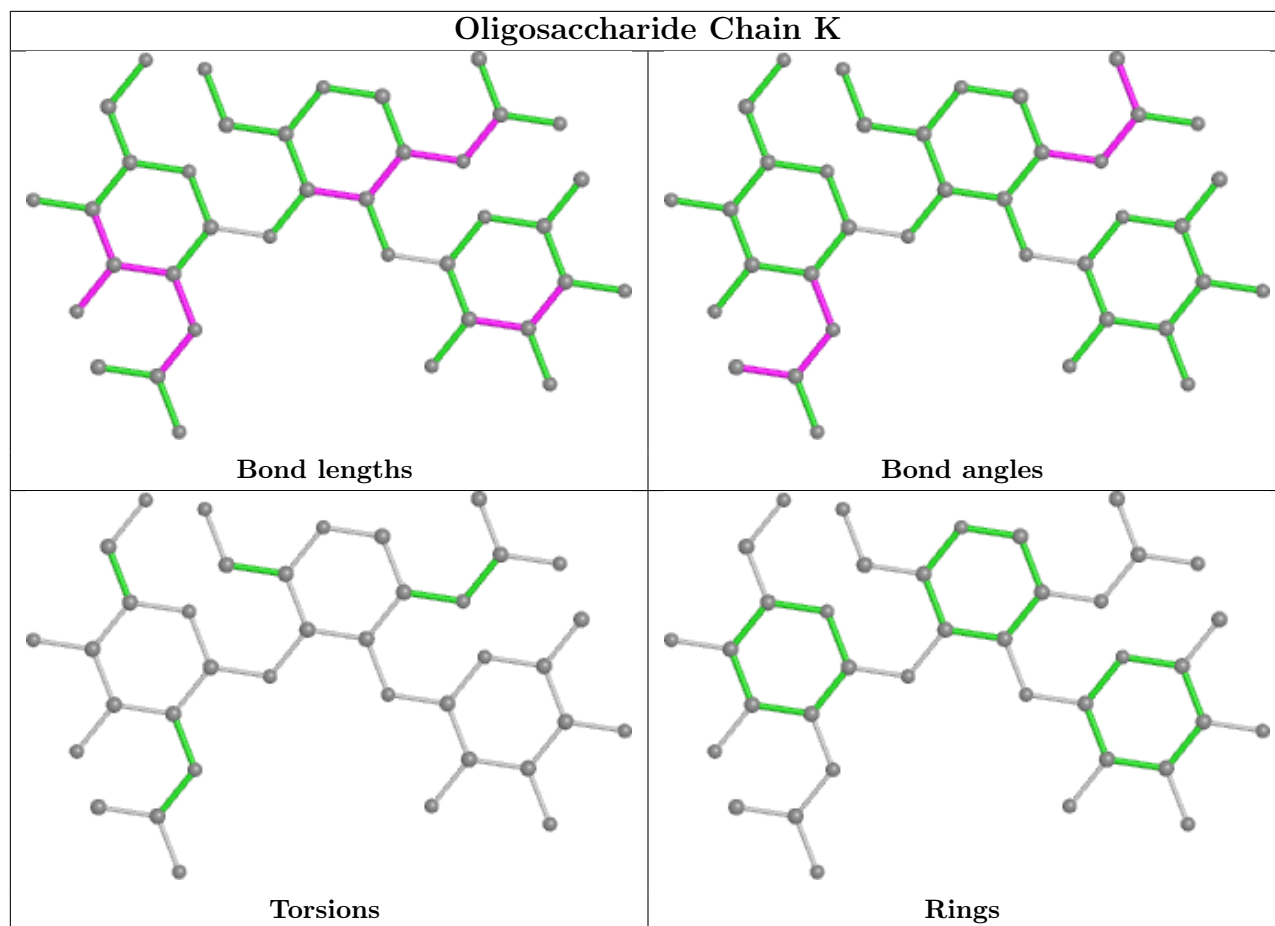 Oligosaccharide Chain K
Bond lengths
Bond angles
Torsions
Rings